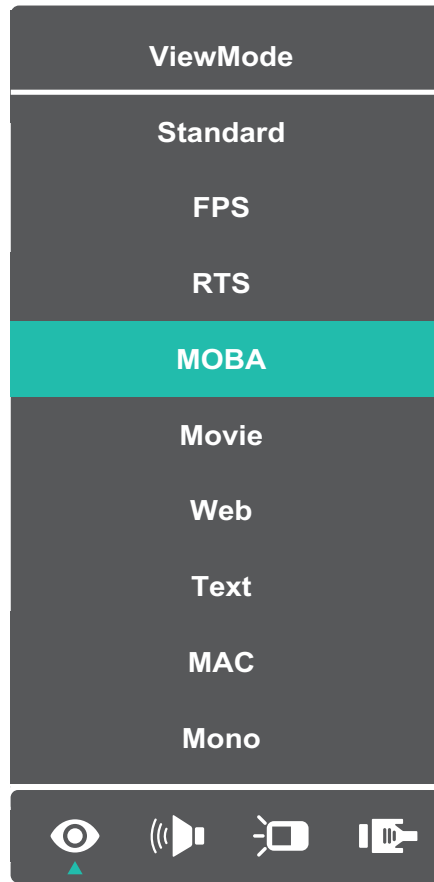 ViewMode
Standard
FPS
RTS
MOBA
Movie
Web
Text
MAC
Mono